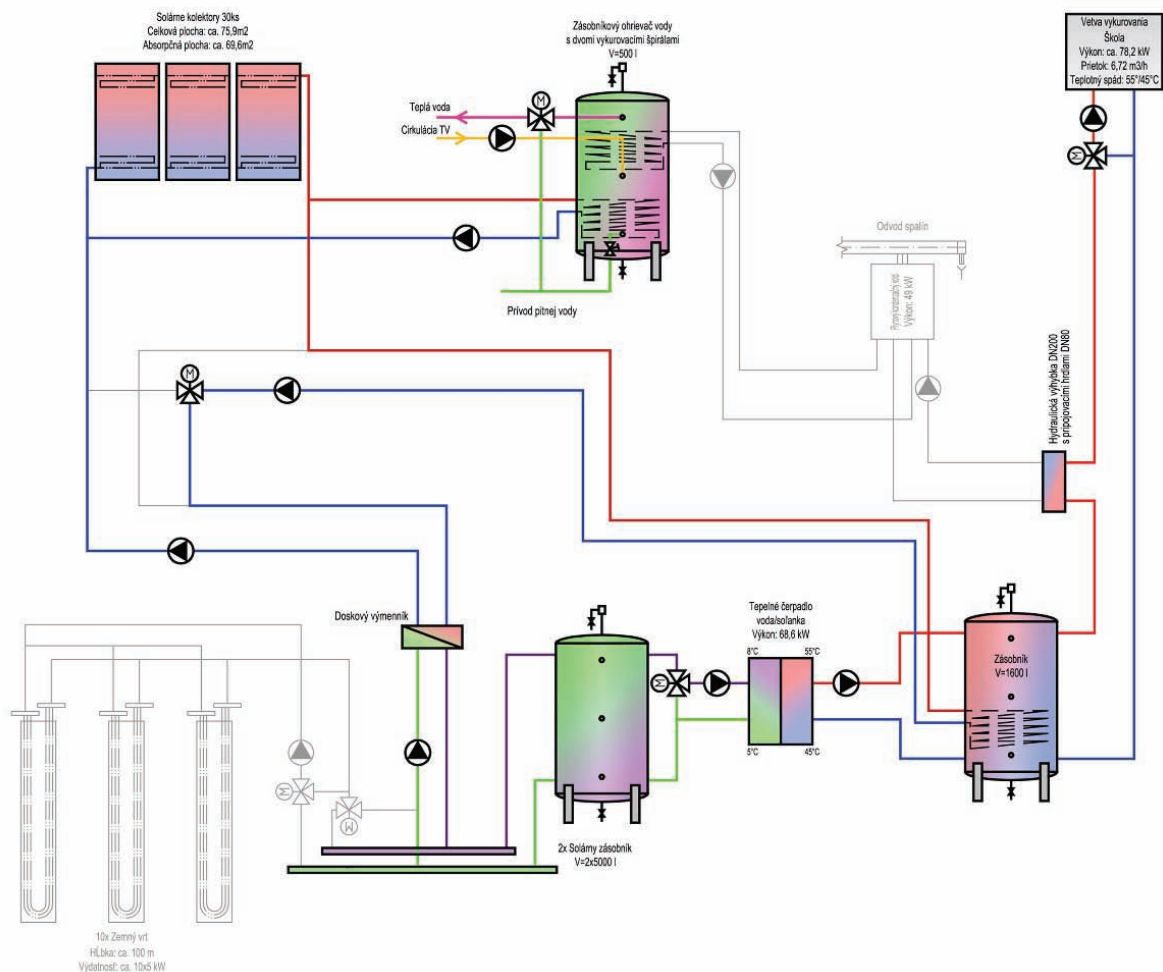 Solárne kolektory 30ks
Celková plocha: ca. 75,9m2
Absorpčná plocha: ca. 69,6m2
Zásobníkový ohrievač vody
s dvomi vykurovacími špirálami
V=500 l
Vetva vykurovania
Škola
Výkon: ca. 78,2 kW
Prietok: 6,72 m3/h
Teplotný spád: 55°/45°C
M
Teplá voda
Cirkulácia TV
M
Odvod spalín
Plynový kondenzačný kotol
Výkon: 49 kW
Prívod pitnej vody
M
Hydraulická výhybka DN200
s pripojovacími hrdlami DN80
Doskový výmenník
Tepelné čerpadlo
voda/soľanka
Výkon: 68,6 kW
8°C
55°C
M
Zásobník
V=1600 l
5°C
45°C
M
M
2x Solárny zásobník
V=2x5000 l
10x Zemný vrt
Hĺbka: ca. 100 m
Výdatnosť: ca. 10x5 kW